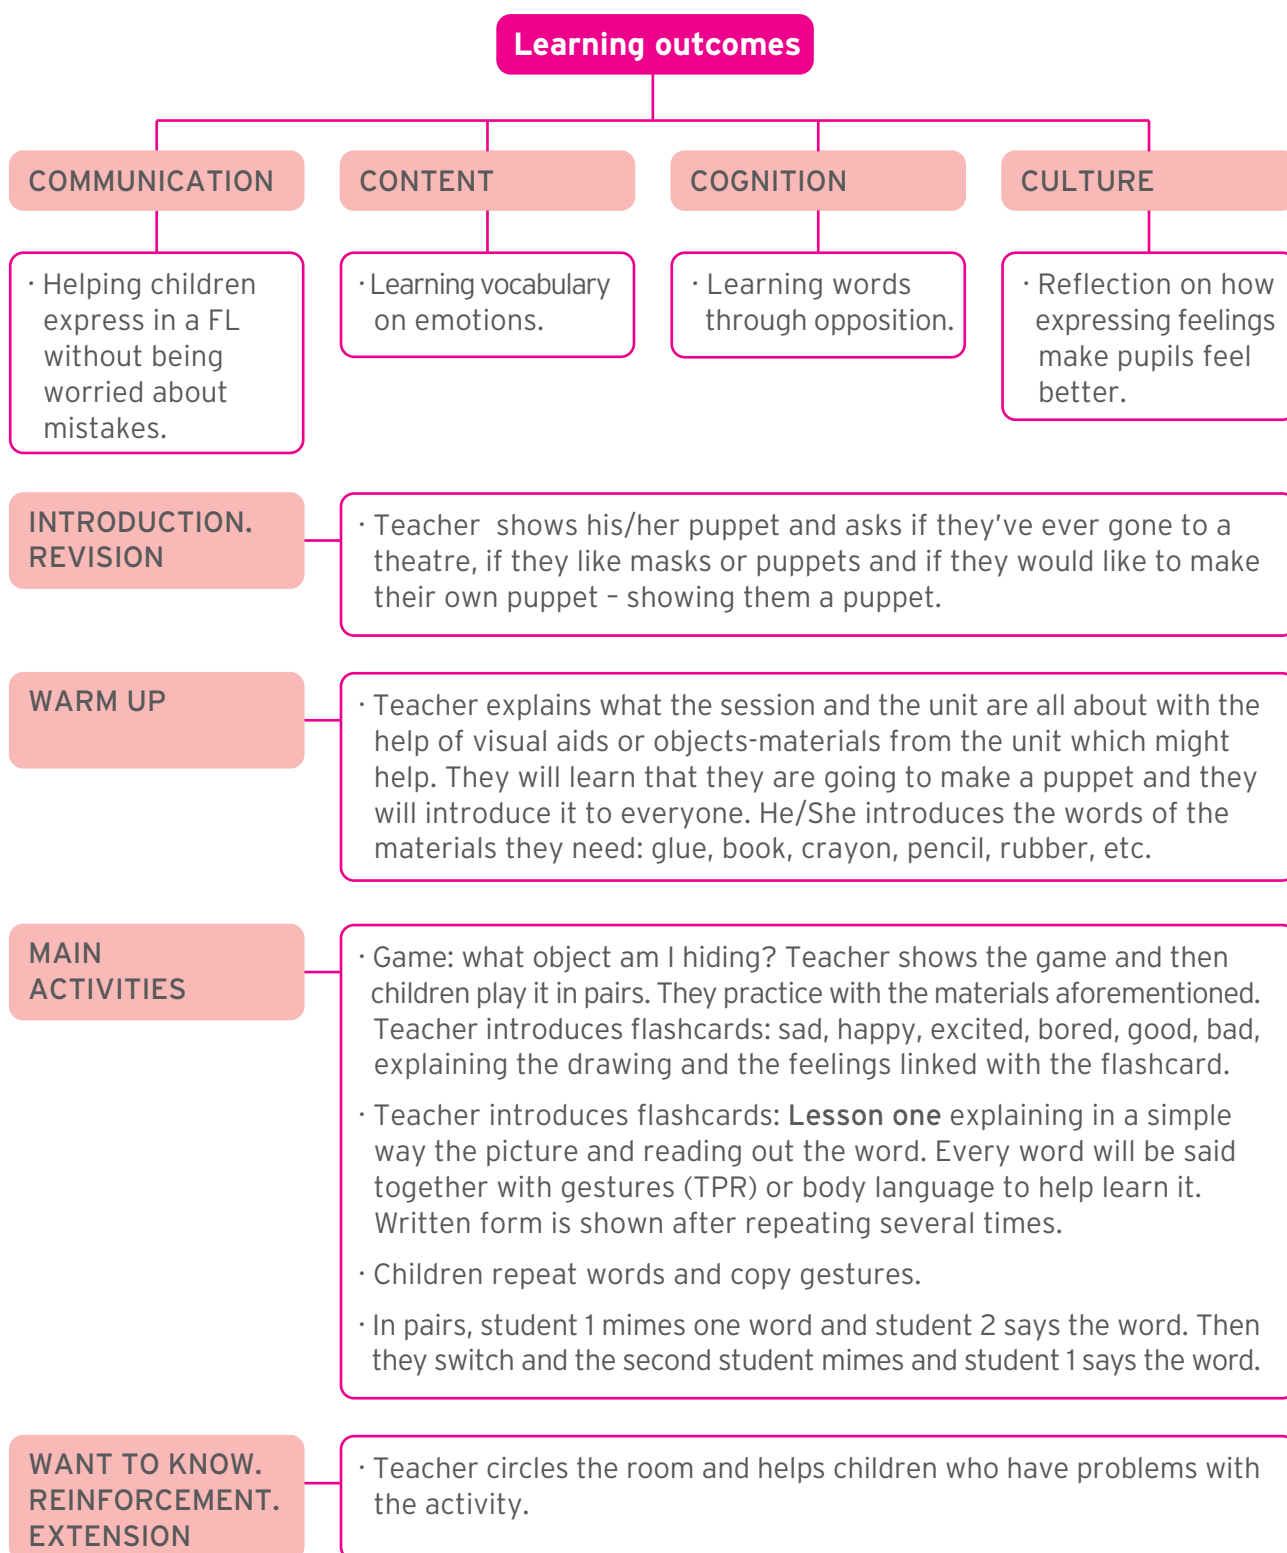 Learning outcomes
COMMUNICATION
CONTENT
COGNITION
CULTURE
· Helping children
express in a FL
without being
worried about
mistakes.
· Learning vocabulary
on emotions.
· Learning words
through opposition.
· Reflection on how
expressing feelings
make pupils feel
better.
INTRODUCTION.
REVISION
· Teacher shows his/her puppet and asks if they’ve ever gone to a
theatre, if they like masks or puppets and if they would like to make
their own puppet – showing them a puppet.
WARM UP
· Teacher explains what the session and the unit are all about with the
help of visual aids or objects-materials from the unit which might
help. They will learn that they are going to make a puppet and they
will introduce it to everyone. He/She introduces the words of the
materials they need: glue, book, crayon, pencil, rubber, etc.
MAIN
ACTIVITIES
· Game: what object am I hiding? Teacher shows the game and then
children play it in pairs. They practice with the materials aforementioned.
Teacher introduces flashcards: sad, happy, excited, bored, good, bad,
explaining the drawing and the feelings linked with the flashcard.
· Teacher introduces flashcards: Lesson one explaining in a simple
way the picture and reading out the word. Every word will be said
together with gestures (TPR) or body language to help learn it.
Written form is shown after repeating several times.
· Children repeat words and copy gestures.
· In pairs, student 1 mimes one word and student 2 says the word. Then
they switch and the second student mimes and student 1 says the word.
WANT TO KNOW.
REINFORCEMENT.
EXTENSION
· Teacher circles the room and helps children who have problems with
the activity.